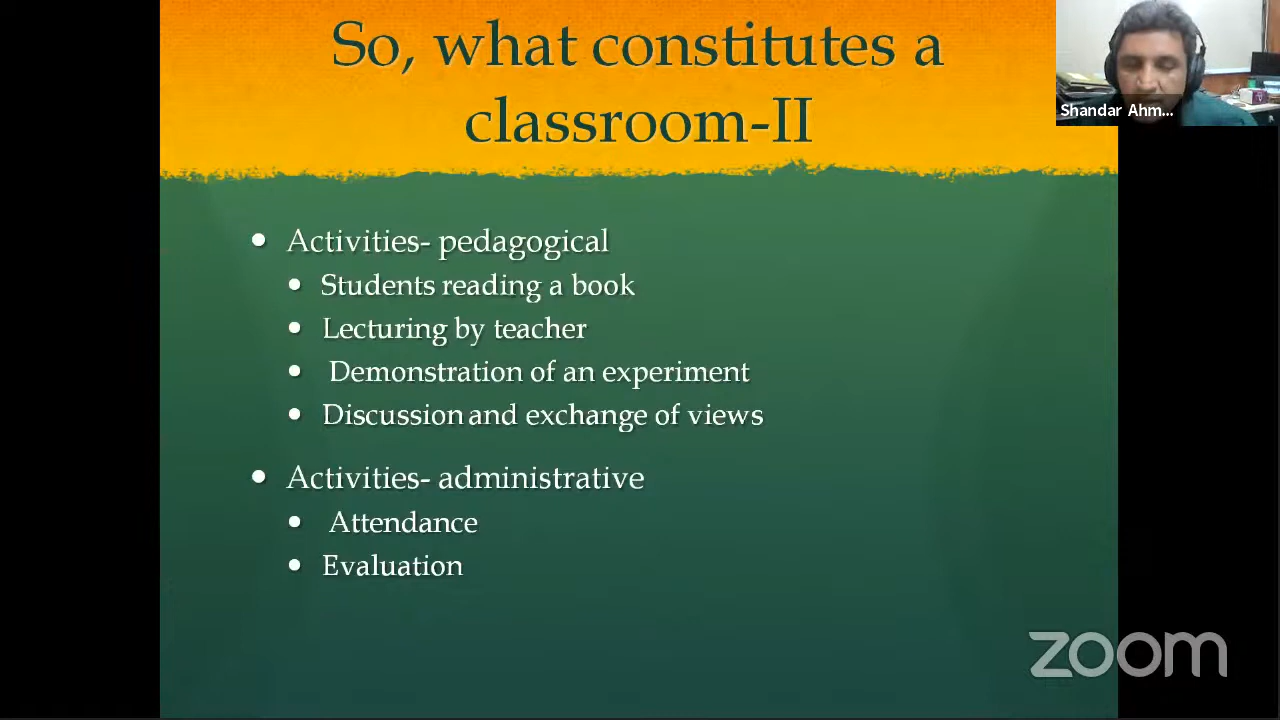 So, what constitutes a
classroom-II
Shandar Ahm...
Activities- pedagogical
Students reading a book
Lecturing by teacher
Demonstration of an experiment
Discussion and exchange of views
Activities- administrative
Attendance
Evaluation
zoom